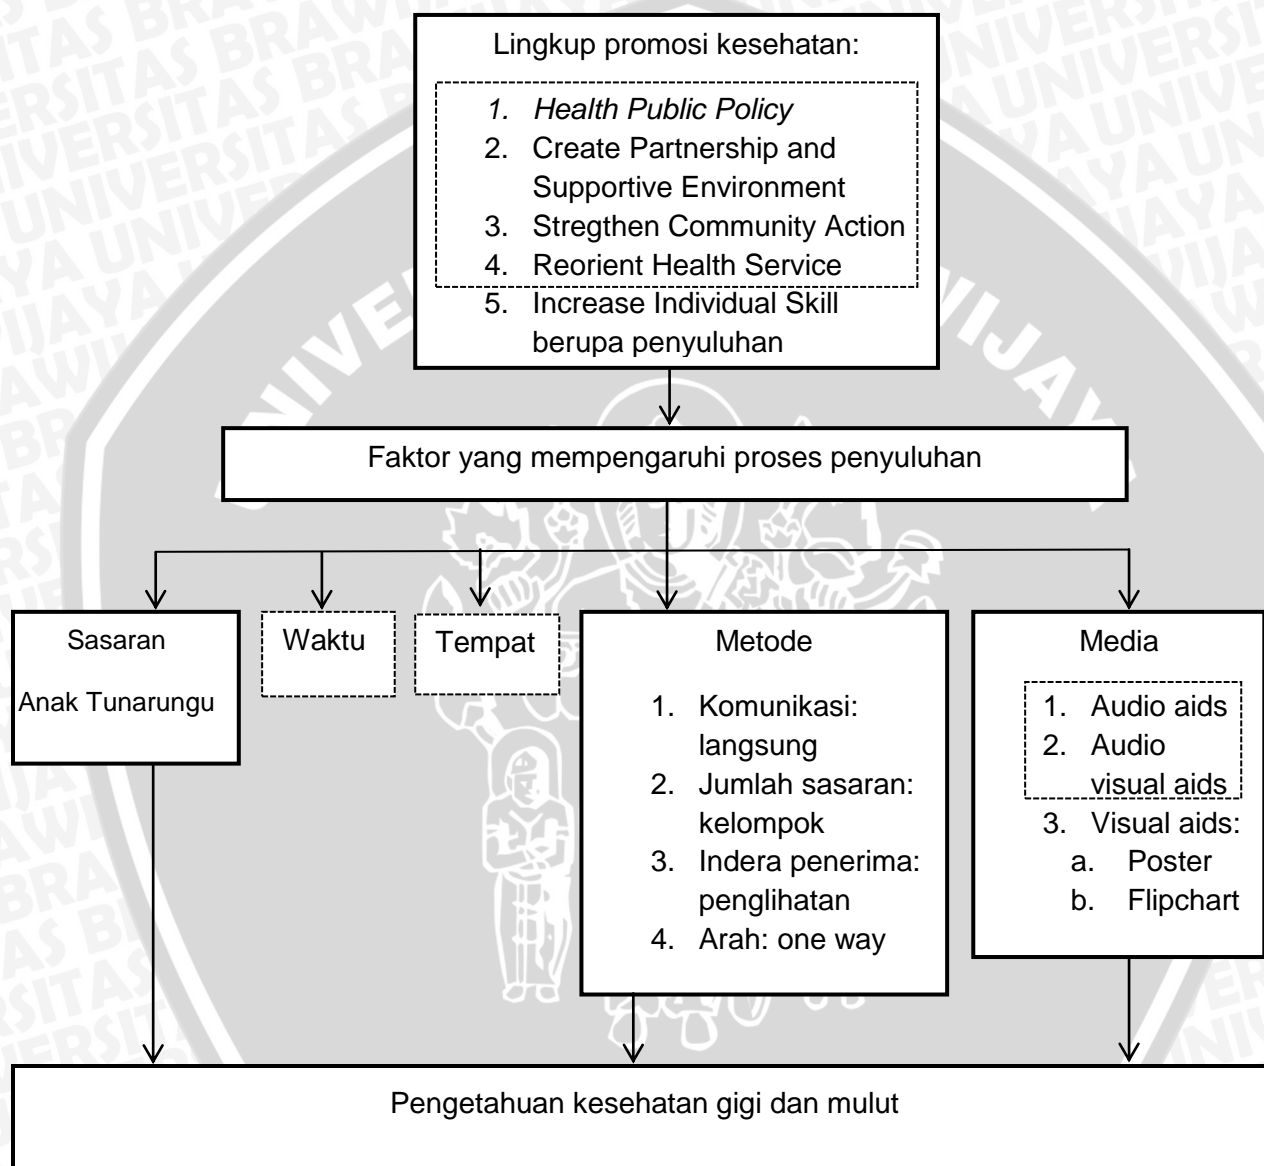 Lingkup promosi kesehatan:
1. Health Public Policy
2. Create Partnership and
Supportive Environment
3. Stregthen Community Action
4. Reorient Health Service
5. Increase Individual Skill
berupa penyuluhan
Faktor yang mempengaruhi proses penyuluhan
Sasaran
Anak Tunarungu
Waktu
Tempat
Metode
1. Komunikasi:
langsung
2. Jumlah sasaran:
kelompok
3. Indera penerima:
penglihatan
4. Arah: one way
Media
1. Audio aids
2. Audio
visual aids
3. Visual aids:
a. Poster
b. Flipchart
Pengetahuan kesehatan gigi dan mulut